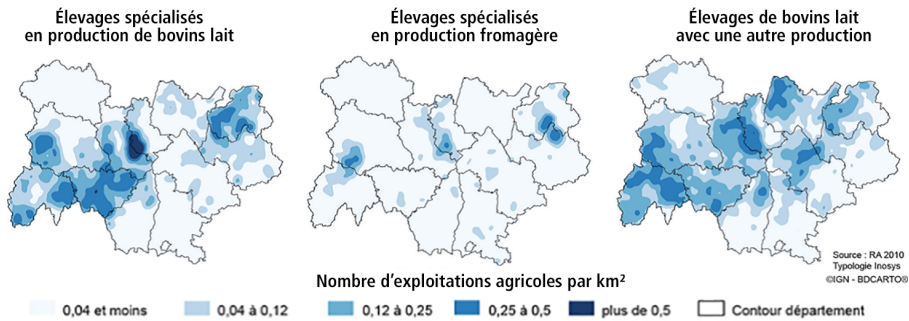 Élevages spécialisés
en production de bovins lait
Élevages spécialisés
en production fromagère
Élevages de bovins lait
avec une autre production
Source : RA 2010
Typologie Inosys
©IGN - BDCARTO®
Nombre d'exploitations agricoles par km²
0,04 et moins
0,04 à 0,12
0,12 à 0,25
0,25 à 0,5
plus de 0,5
Contour département